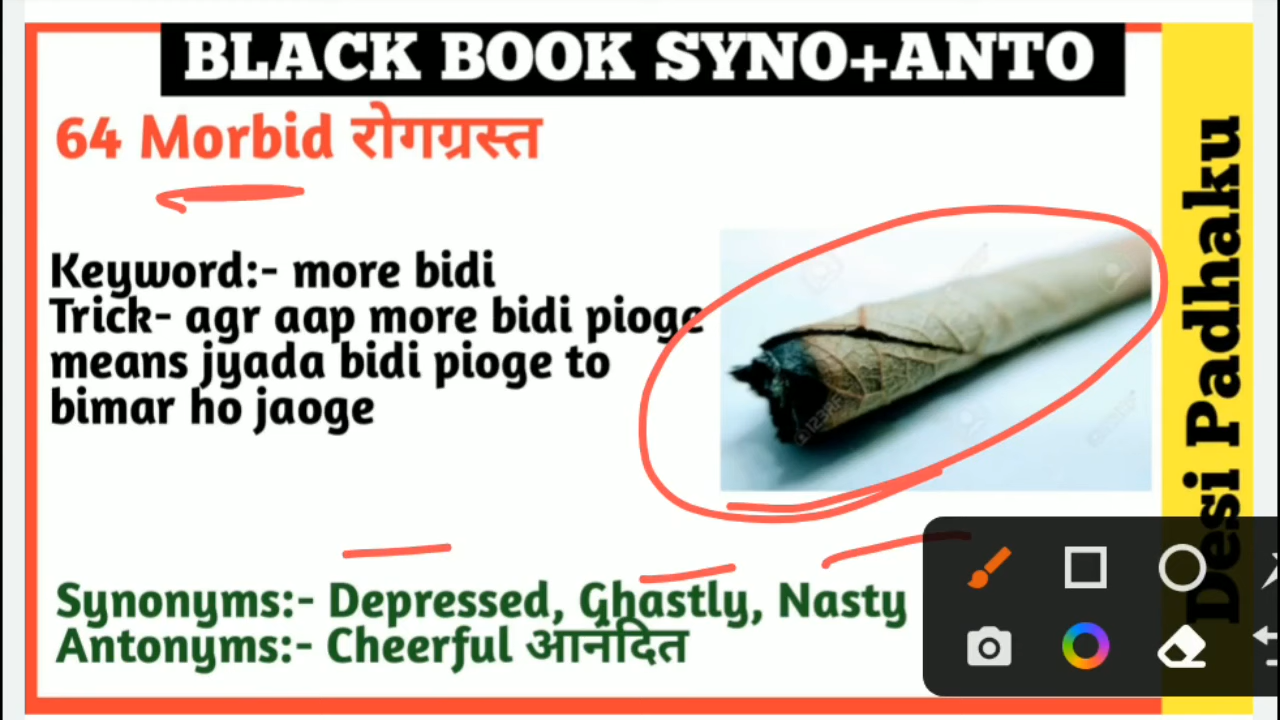 BLACK BOOK SYNO+ANTO
64 Morbid रोगग्रस्त
Keyword:- more bidi
Trick- agr aap more bidi pioge
means jyada bidi pioge to
bimar ho jaoge
123RF
Synonyms:- Depressed, Ghastly, Nasty
Antonyms:- Cheerful आनंदित
Desi Padhaku